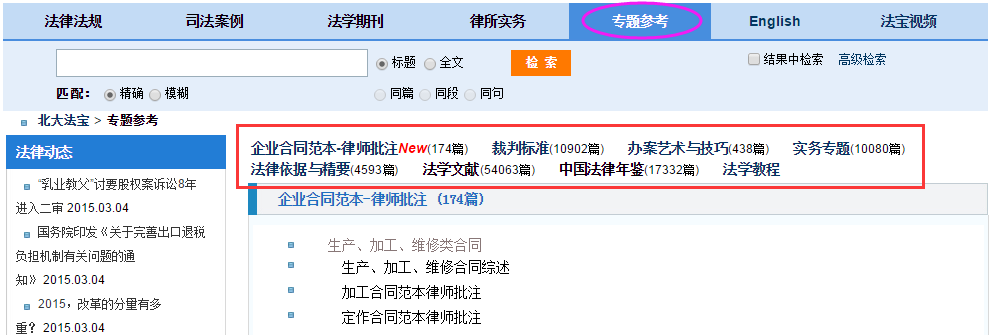 法律法规 司法案例 法学期刊 律所实务 专题参考 English 法宝视频
标题 全文 检 索 结果中检索 高级检索
匹配： 精确 模糊 同篇 同段 同句
北大法宝 > 专题参考
法律动态
“乳业教父”讨要股权案诉讼8年
进入二审 2015.03.04
国务院印发《关于完善出口退税
负担机制有关问题的通
知》 2015.03.04
2015，改革的分量有多
重？ 2015.03.04
企业合同范本-律师批注New(174篇) 裁判标准(10902篇) 办案艺术与技巧(438篇) 实务专题(10080篇)
法律依据与精要(4593篇) 法学文献(54063篇) 中国法律年鉴(17332篇) 法学教程
企业合同范本-律师批注 (174篇)
生产、加工、维修类合同
生产、加工、维修合同综述
加工合同范本律师批注
定作合同范本律师批注